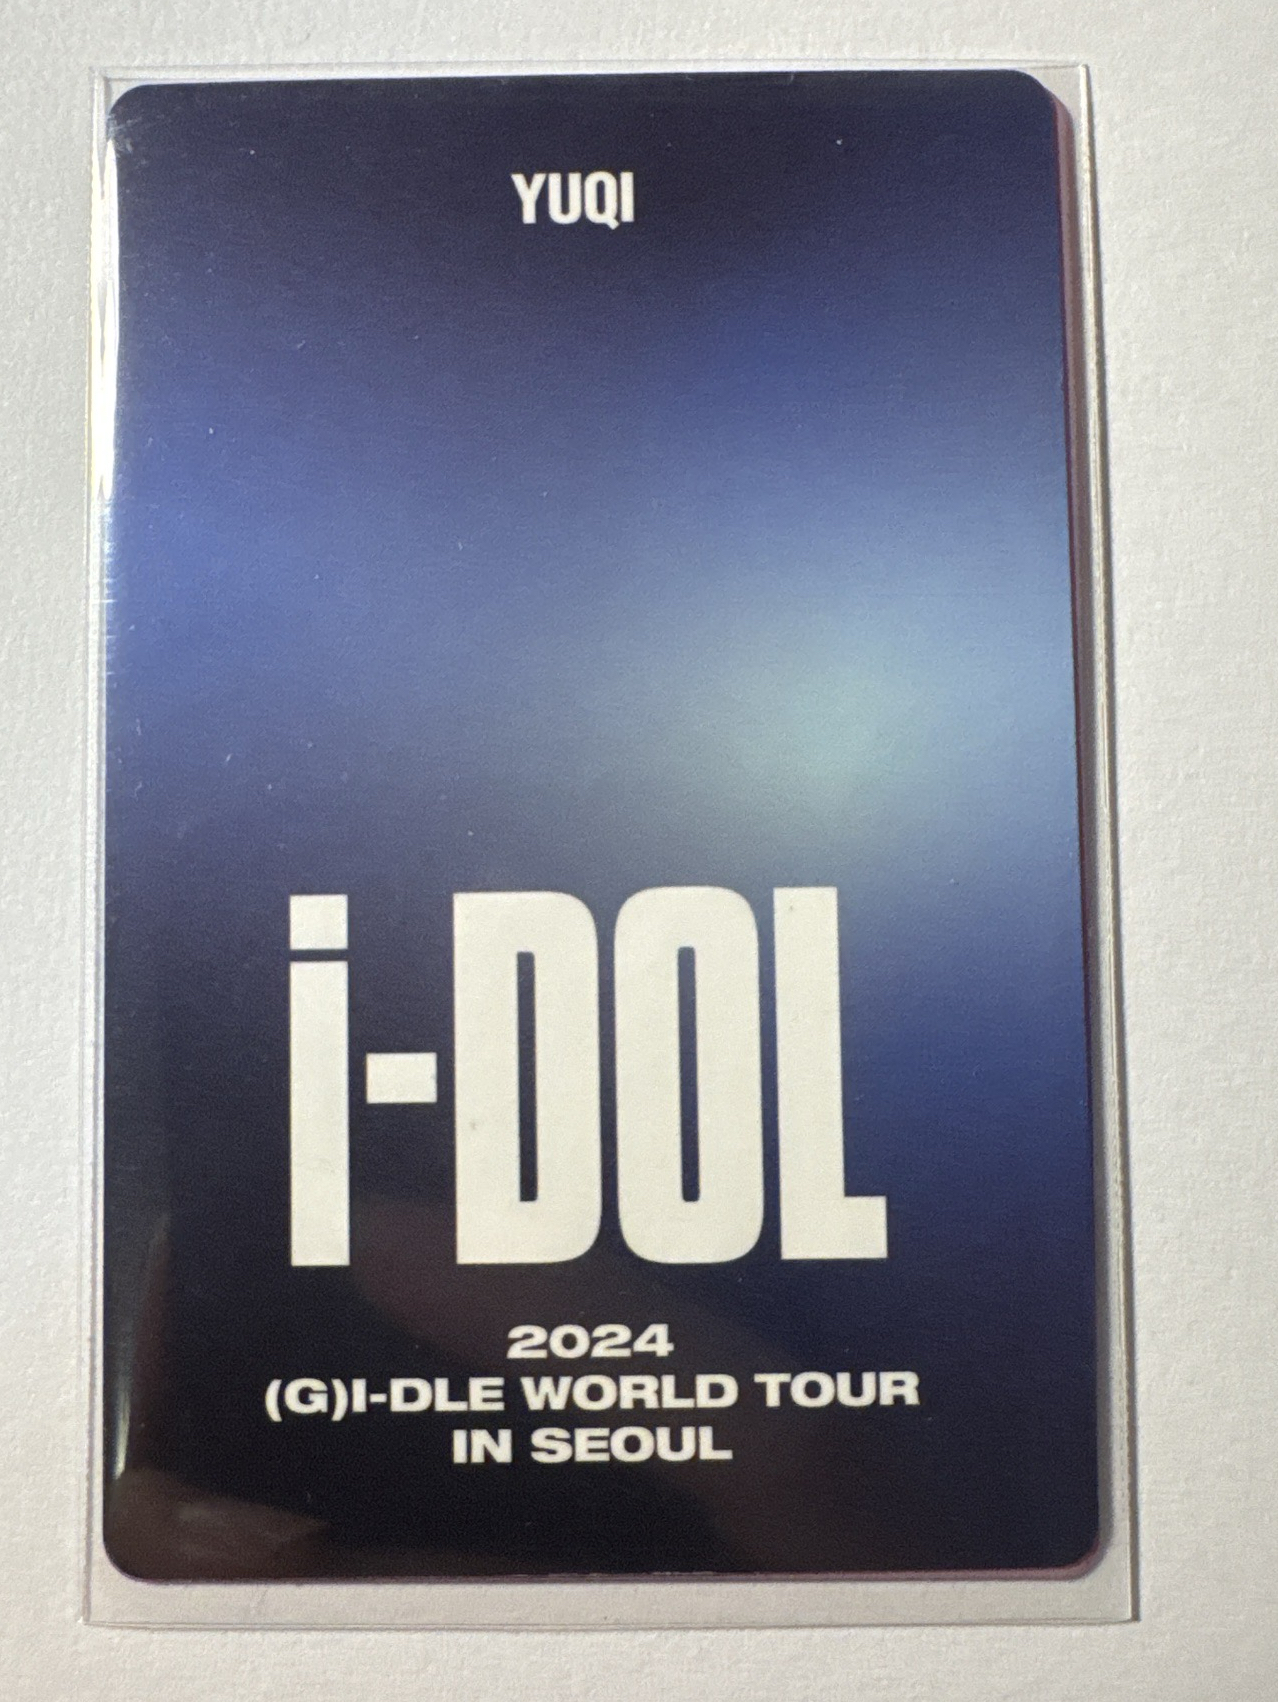 YUQI
i-DOL
2024
(G)I-DLE WORLD TOUR
IN SEOUL